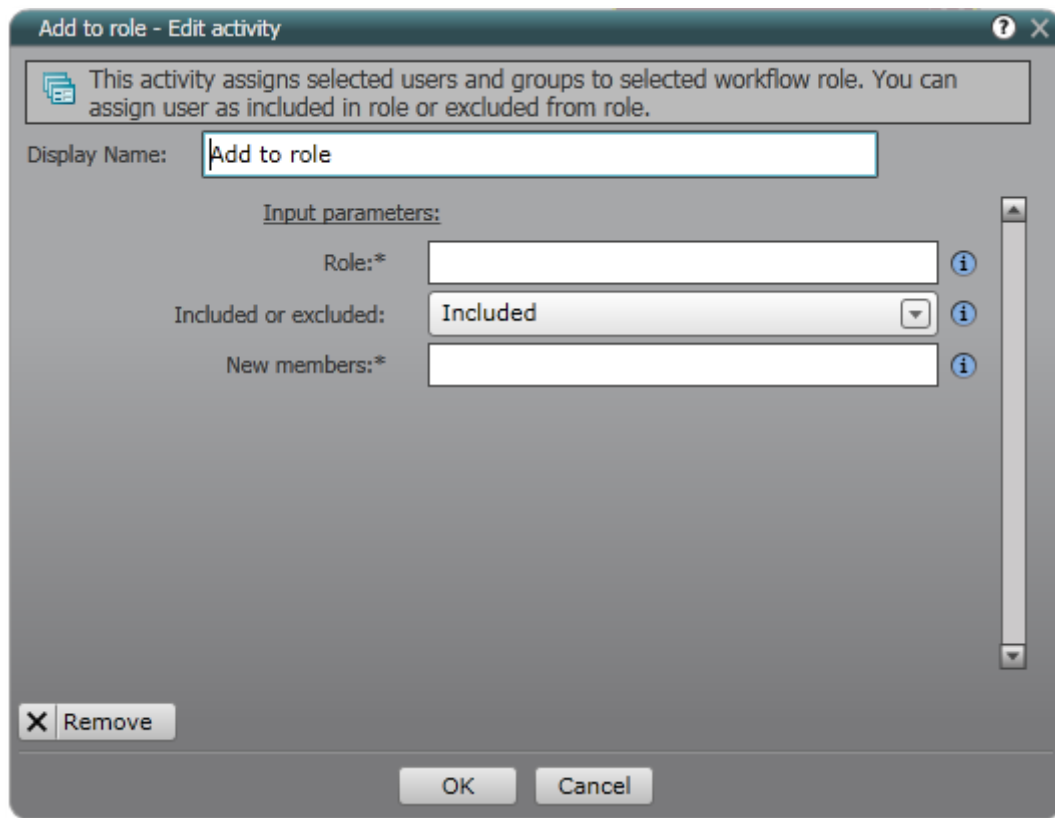 Add to role - Edit activity
This activity assigns selected users and groups to selected workflow role. You can
assign user as included in role or excluded from role.
Display Name: Add to role
Input parameters:
Role:*
Included or excluded: Included
New members:*
Remove
OK Cancel